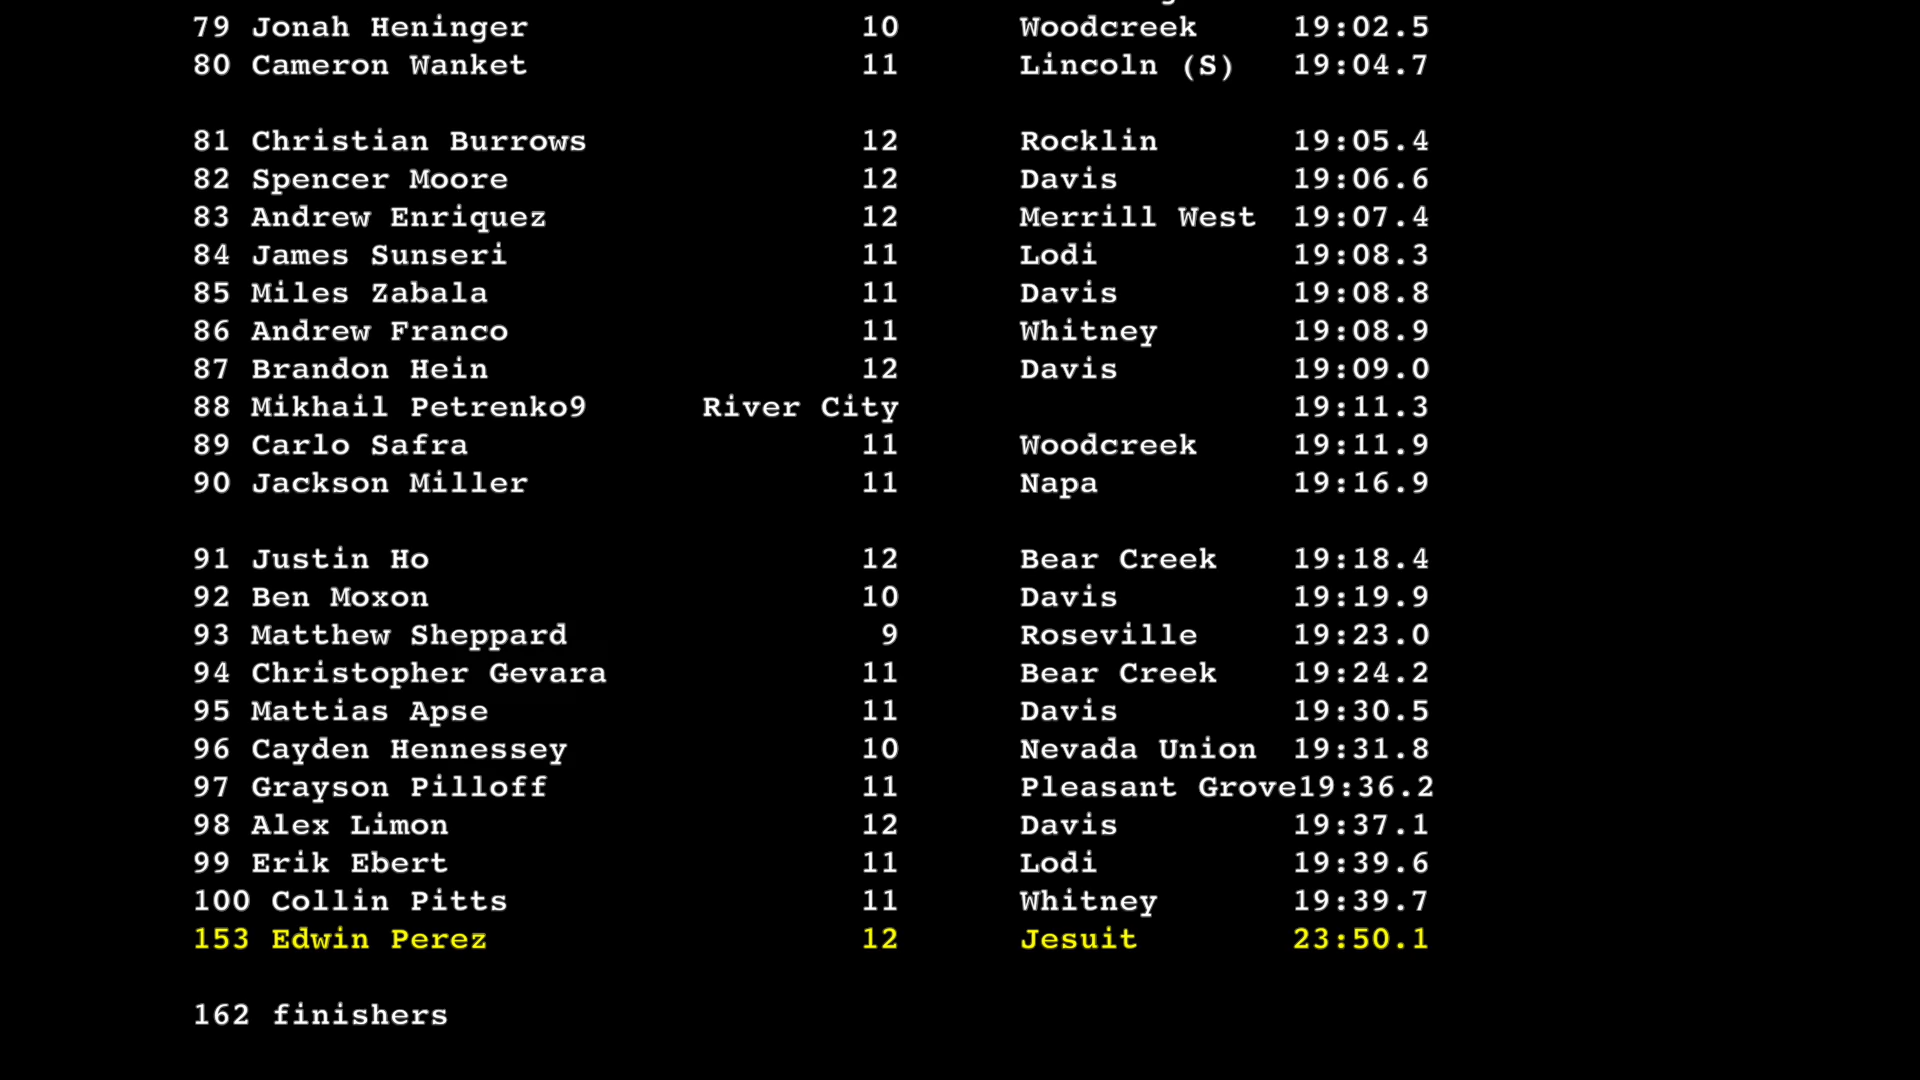 79 Jonah Heninger 10 Woodcreek 19:02.5
80 Cameron Wanket 11 Lincoln (S) 19:04.7
81 Christian Burrows 12 Rocklin 19:05.4
82 Spencer Moore 12 Davis 19:06.6
83 Andrew Enriquez 12 Merrill West 19:07.4
84 James Sunseri 11 Lodi 19:08.3
85 Miles Zabala 11 Davis 19:08.8
86 Andrew Franco 11 Whitney 19:08.9
87 Brandon Hein 12 Davis 19:09.0
88 Mikhail Petrenko9 River City 19:11.3
89 Carlo Safra 11 Woodcreek 19:11.9
90 Jackson Miller 11 Napa 19:16.9
91 Justin Ho 12 Bear Creek 19:18.4
92 Ben Moxon 10 Davis 19:19.9
93 Matthew Sheppard 9 Roseville 19:23.0
94 Christopher Gevara 11 Bear Creek 19:24.2
95 Mattias Apse 11 Davis 19:30.5
96 Cayden Hennessey 10 Nevada Union 19:31.8
97 Grayson Pilloff 11 Pleasant Grove19:36.2
98 Alex Limon 12 Davis 19:37.1
99 Erik Ebert 11 Lodi 19:39.6
100 Collin Pitts 11 Whitney 19:39.7
153 Edwin Perez 12 Jesuit 23:50.1
162 finishers